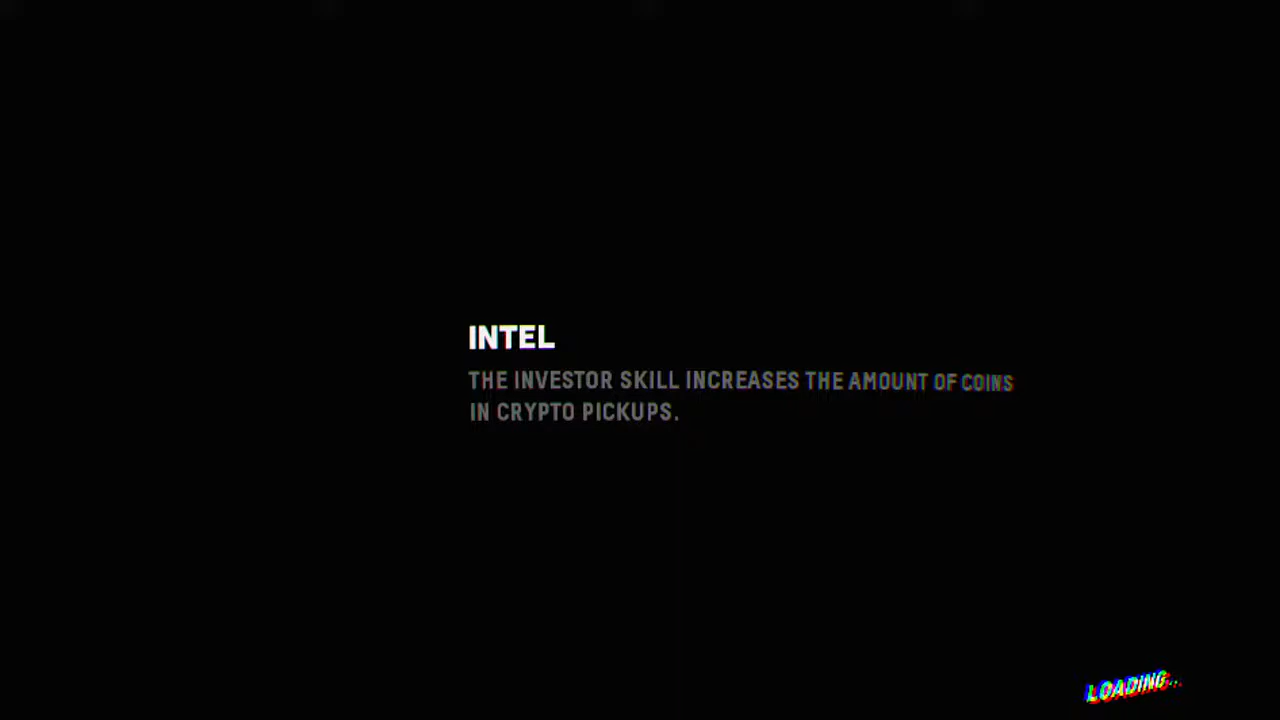 INTEL
THE INVESTOR SKILL INCREASES THE AMOUNT OF COINS
IN CRYPTO PICKUPS.
LOADING...